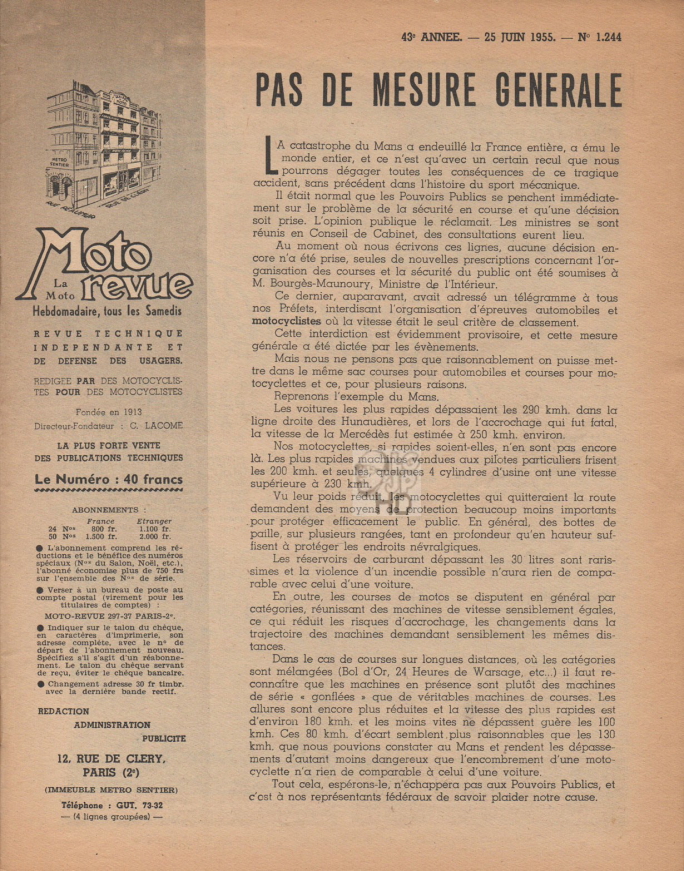 43e ANNEE. — 25 JUIN 1955. — No 1.244
PAS DE MESURE GENERALE
METRO
SENTIER
RUE REAUMUR
RUE DE CLERY
Moto
revue
La
Moto
Hebdomadaire, tous les Samedis
REVUE TECHNIQUE
INDEPENDANTE ET
DE DEFENSE DES USAGERS.
REDIGEE PAR DES MOTOCYCLIS-
TES POUR DES MOTOCYCLISTES
Fondée en 1913
Directeur-Fondateur : C. LACOME
LA PLUS FORTE VENTE
DES PUBLICATIONS TECHNIQUES
Le Numéro : 40 francs
ABONNEMENTS :
France Etranger
24 Nos 800 fr. 1.100 fr.
50 Nos 1.500 fr. 2.000 fr.
● L'abonnement comprend les ré-
ductions et le bénéfice des numéros
spéciaux (Nos du Salon, Noël, etc.),
l'abonné économise plus de 750 frs
sur l'ensemble des Nos de série.
● Verser à un bureau de poste au
compte postal (virement pour les
titulaires de comptes) :
MOTO-REVUE 297-37 PARIS-2e.
● Indiquer sur le talon du chèque,
en caractères d'imprimerie, son
adresse complète, avec le no de
départ de l'abonnement nouveau.
Spécifiez s'il s'agit d'un réabonne-
ment. Le talon du chèque servant
de reçu, éviter le chèque bancaire.
● Changement adresse 30 fr timbr.
avec la dernière bande rectif.
REDACTION
ADMINISTRATION
PUBLICITE
12, RUE DE CLERY,
PARIS (2e)
(IMMEUBLE METRO SENTIER)
Téléphone : GUT. 73-32
— (4 lignes groupées) —
LA catastrophe du Mans a endeuillé la France entière, a ému le
monde entier, et ce n'est qu'avec un certain recul que nous
pourrons dégager toutes les conséquences de ce tragique
accident, sans précédent dans l'histoire du sport mécanique.
Il était normal que les Pouvoirs Publics se penchent immédiate-
ment sur le problème de la sécurité en course et qu'une décision
soit prise. L'opinion publique le réclamait. Les ministres se sont
réunis en Conseil de Cabinet, des consultations eurent lieu.
Au moment où nous écrivons ces lignes, aucune décision en-
core n'a été prise, seules de nouvelles prescriptions concernant l'or-
ganisation des courses et la sécurité du public ont été soumises à
M. Bourgès-Maunoury, Ministre de l'Intérieur.
Ce dernier, auparavant, avait adressé un télégramme à tous
nos Préfets, interdisant l'organisation d'épreuves automobiles et
motocyclistes où la vitesse était le seul critère de classement.
Cette interdiction est évidemment provisoire, et cette mesure
générale a été dictée par les évènements.
Mais nous ne pensons pas que raisonnablement on puisse met-
tre dans le même sac courses pour automobiles et courses pour mo-
tocyclettes et ce, pour plusieurs raisons.
Reprenons l'exemple du Mans.
Les voitures les plus rapides dépassaient les 290 kmh. dans la
ligne droite des Hunaudières, et lors de l'accrochage qui fut fatal,
la vitesse de la Mercédès fut estimée à 250 kmh. environ.
Nos motocyclettes, si rapides soient-elles, n'en sont pas encore
là. Les plus rapides machines vendues aux pilotes particuliers frisent
les 200 kmh. et seules quelques 4 cylindres d'usine ont une vitesse
supérieure à 230 kmh.
Vu leur poids réduit, les motocyclettes qui quitteraient la route
demandent des moyens de protection beaucoup moins importants
pour protéger efficacement le public. En général, des bottes de
paille, sur plusieurs rangées, tant en profondeur qu'en hauteur suf-
fisent à protéger les endroits névralgiques.
Les réservoirs de carburant dépassant les 30 litres sont raris-
simes et la violence d'un incendie possible n'aura rien de compa-
rable avec celui d'une voiture.
En outre, les courses de motos se disputent en général par
catégories, réunissant des machines de vitesse sensiblement égales,
ce qui réduit les risques d'accrochage, les changements dans la
trajectoire des machines demandant sensiblement les mêmes dis-
tances.
Dans le cas de courses sur longues distances, où les catégories
sont mélangées (Bol d'Or, 24 Heures de Warsage, etc...) il faut re-
connaître que les machines en présence sont plutôt des machines
de série « gonflées » que de véritables machines de courses. Les
allures sont encore plus réduites et la vitesse des plus rapides est
d'environ 180 kmh. et les moins vites ne dépassent guère les 100
kmh. Ces 80 kmh. d'écart semblent plus raisonnables que les 130
kmh. que nous pouvions constater au Mans et rendent les dépasse-
ments d'autant moins dangereux que l'encombrement d'une moto-
cyclette n'a rien de comparable à celui d'une voiture.
Tout cela, espérons-le, n'échappera pas aux Pouvoirs Publics, et
c'est à nos représentants fédéraux de savoir plaider notre cause.
HD